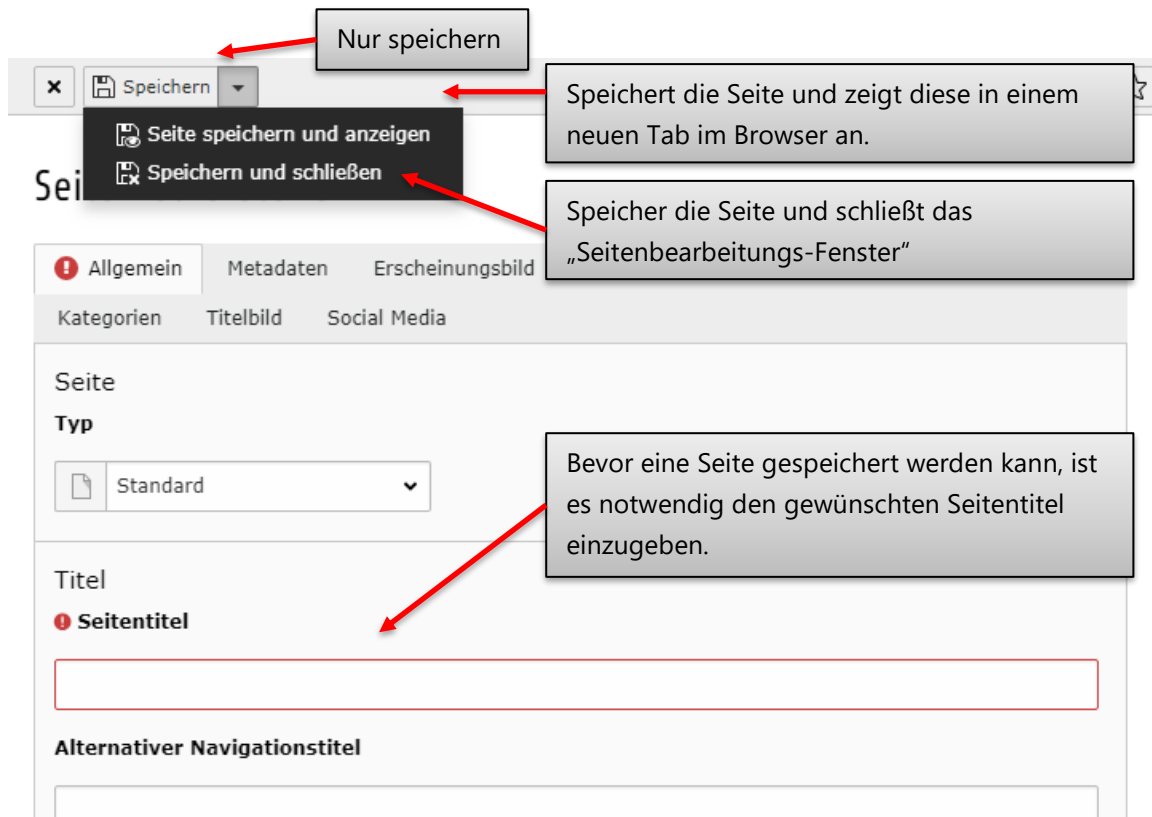 Nur speichern
Speichern
Speichert die Seite und zeigt diese in einem
neuen Tab im Browser an.
Seite speichern und anzeigen
Speichern und schließen
Sei
Speicher die Seite und schließt das
„Seitenbearbeitungs-Fenster“
Allgemein Metadaten Erscheinungsbild
Kategorien Titelbild Social Media
Seite
Typ
Standard
Bevor eine Seite gespeichert werden kann, ist
es notwendig den gewünschten Seitentitel
einzugeben.
Titel
Seitentitel
Alternativer Navigationstitel